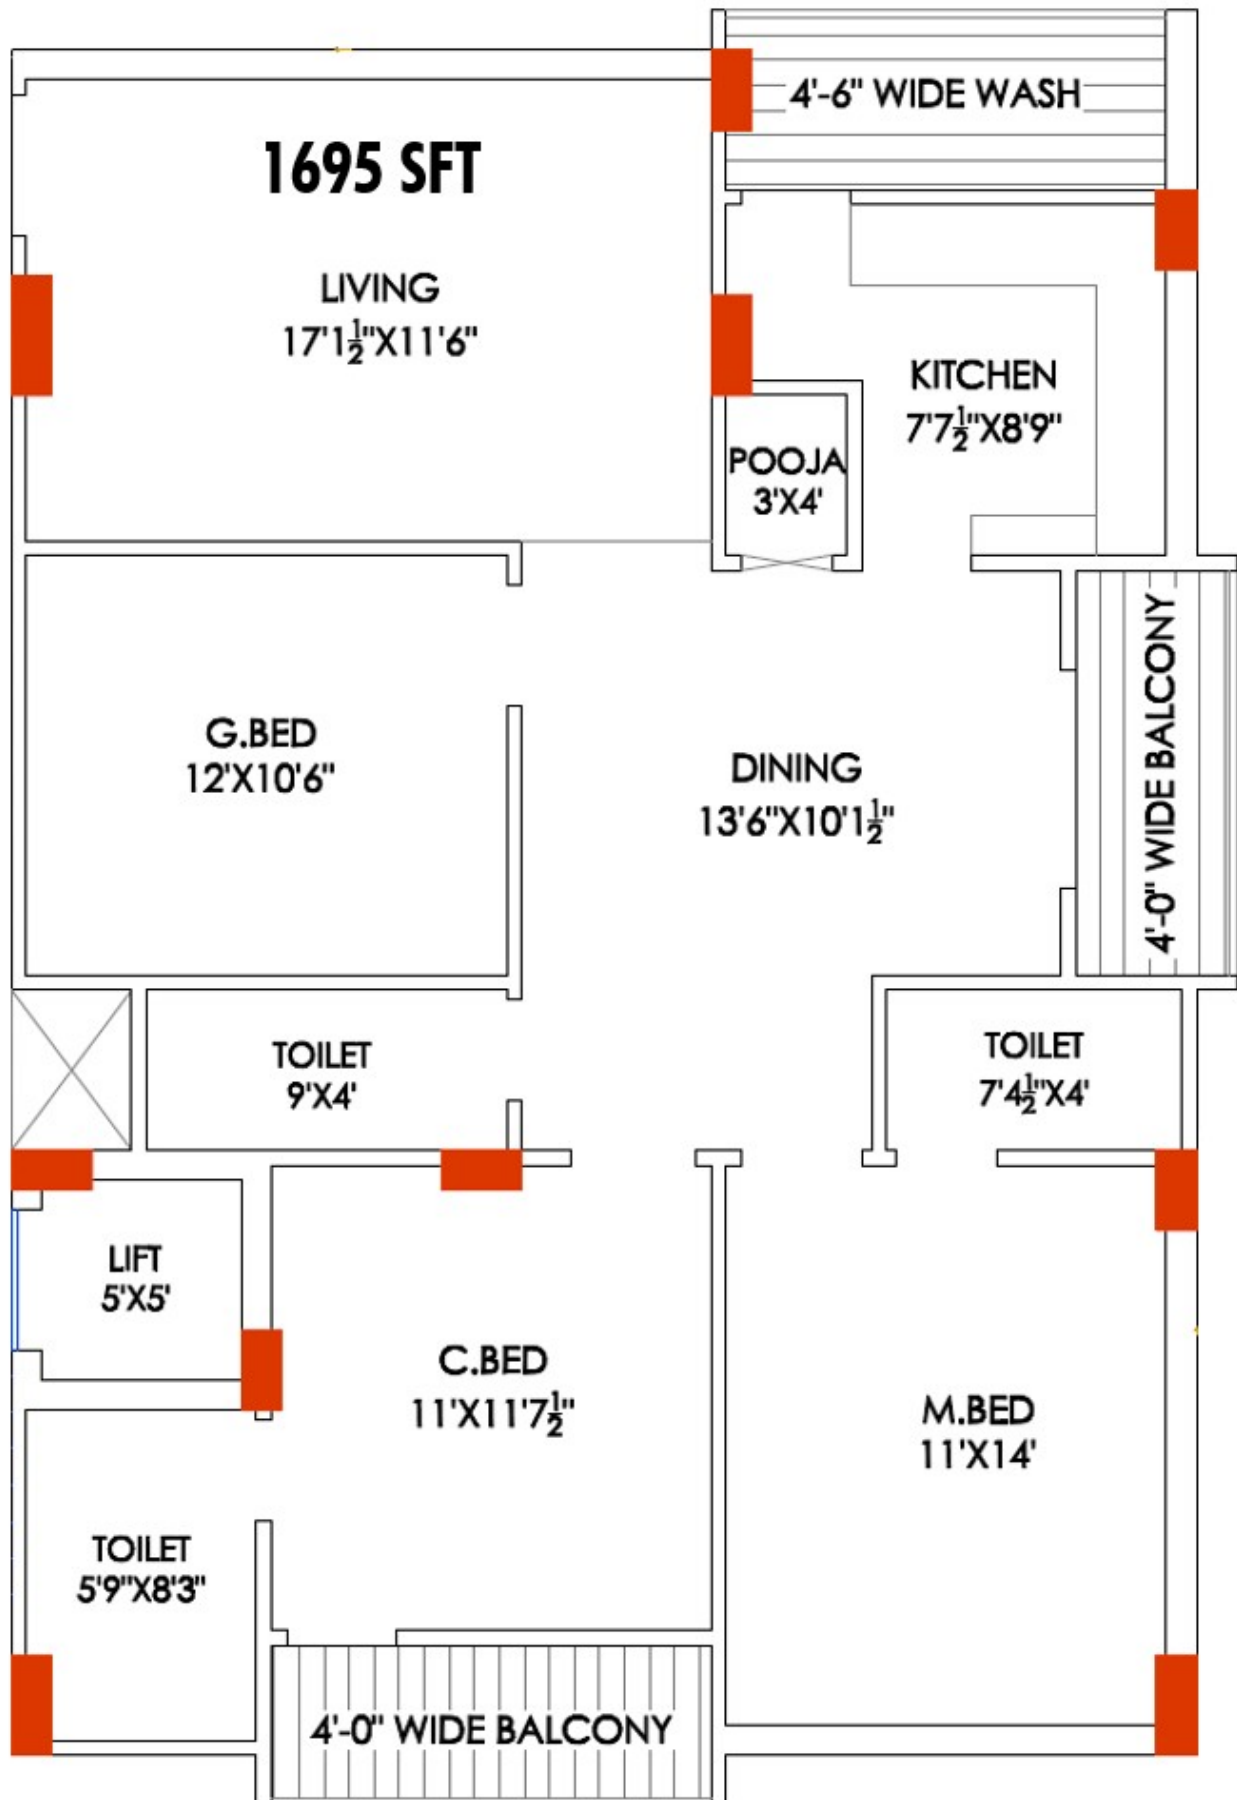 4'-6" WIDE WASH
1695 SFT
LIVING
17'1½"X11'6"
KITCHEN
7'7½"X8'9"
POOJA
3'X4'
4'-0" WIDE BALCONY
G.BED
12'X10'6"
DINING
13'6"X10'1½"
TOILET
9'X4'
TOILET
7'4½"X4'
LIFT
5'X5'
C.BED
11'X11'7½"
M.BED
11'X14'
TOILET
5'9"X8'3"
4'-0" WIDE BALCONY